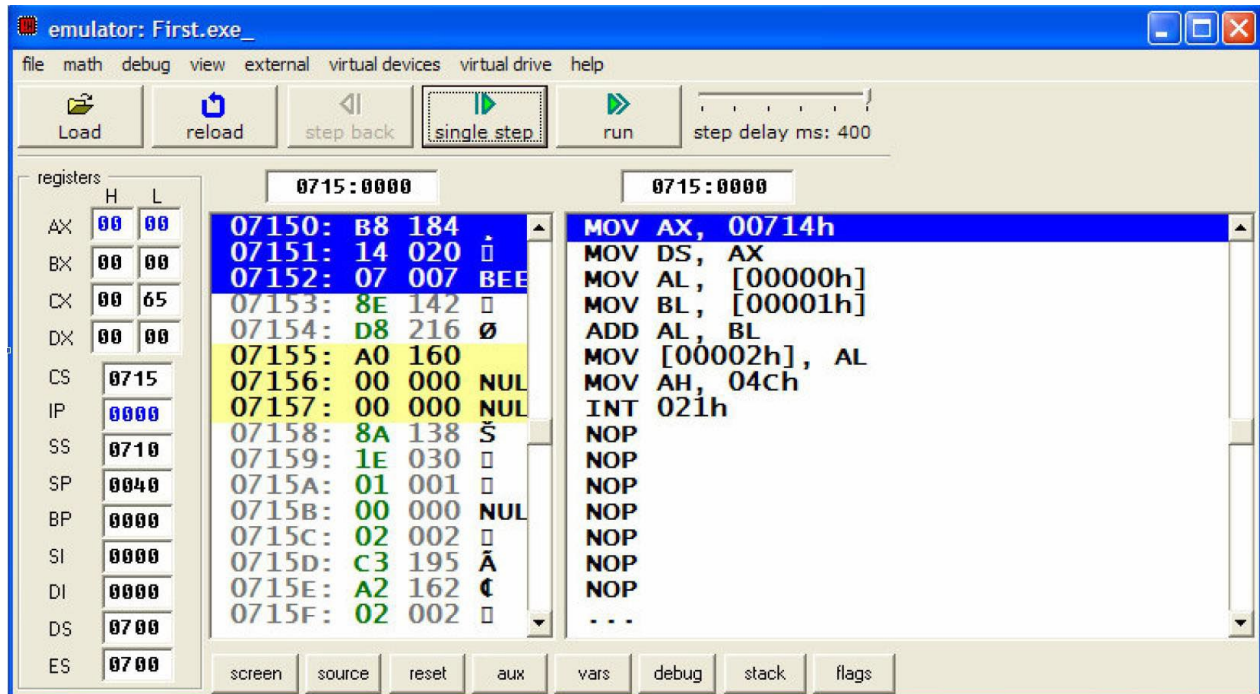 emulator: First.exe_
file math debug view external virtual devices virtual drive help
Load reload step back single step run step delay ms: 400
registers
H L
AX 00 00
BX 00 00
CX 00 65
DX 00 00
CS 0715
IP 0000
SS 0710
SP 0040
BP 0000
SI 0000
DI 0000
DS 0700
ES 0700
0715:0000
07150: B8 184 ¸
07151: 14 020 ▯
07152: 07 007 BEE
07153: 8E 142 ▯
07154: D8 216 Ø
07155: A0 160
07156: 00 000 NUL
07157: 00 000 NUL
07158: 8A 138 Š
07159: 1E 030 ▯
0715A: 01 001 ▯
0715B: 00 000 NUL
0715C: 02 002 ▯
0715D: C3 195 Ã
0715E: A2 162 ¢
0715F: 02 002 ▯
0715:0000
MOV AX, 00714h
MOV DS, AX
MOV AL, [00000h]
MOV BL, [00001h]
ADD AL, BL
MOV [00002h], AL
MOV AH, 04Ch
INT 021h
NOP
NOP
NOP
NOP
NOP
NOP
NOP
...
screen source reset aux vars debug stack flags